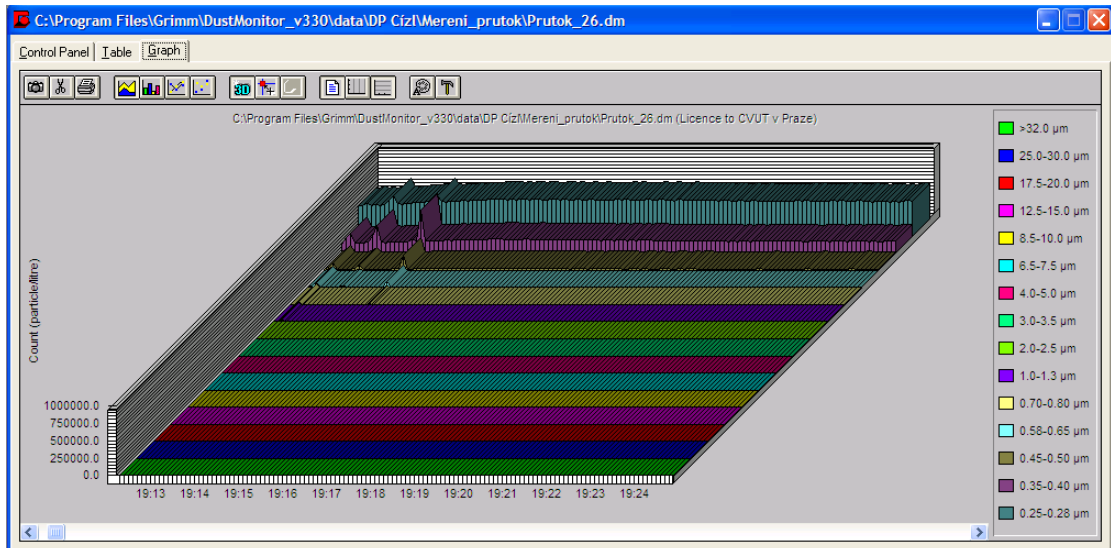 C:\Program Files\Grimm\DustMonitor_v330\data\DP Cízl\Mereni_prutok\Prutok_26.dm
Control Panel Table Graph
3D
C:\Program Files\Grimm\DustMonitor_v330\data\DP Cízl\Mereni_prutok\Prutok_26.dm (Licence to CVUT v Praze)
>32.0 µm
25.0-30.0 µm
17.5-20.0 µm
12.5-15.0 µm
8.5-10.0 µm
6.5-7.5 µm
4.0-5.0 µm
3.0-3.5 µm
2.0-2.5 µm
1.0-1.3 µm
0.70-0.80 µm
0.58-0.65 µm
0.45-0.50 µm
0.35-0.40 µm
0.25-0.28 µm
Count (particle/litre)
1000000.0
750000.0
500000.0
250000.0
0.0
19:13 19:14 19:15 19:16 19:17 19:18 19:19 19:20 19:21 19:22 19:23 19:24